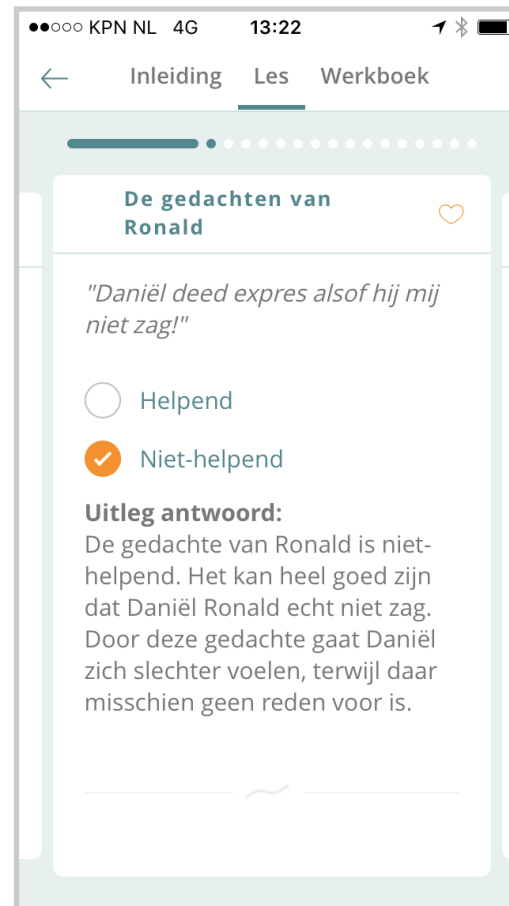 KPN NL 4G 13:22
Inleiding Les Werkboek
De gedachten van
Ronald
"Daniël deed expres alsof hij mij
niet zag!"
Helpend
Niet-helpend
Uitleg antwoord:
De gedachte van Ronald is niet-
helpend. Het kan heel goed zijn
dat Daniël Ronald echt niet zag.
Door deze gedachte gaat Daniël
zich slechter voelen, terwijl daar
misschien geen reden voor is.